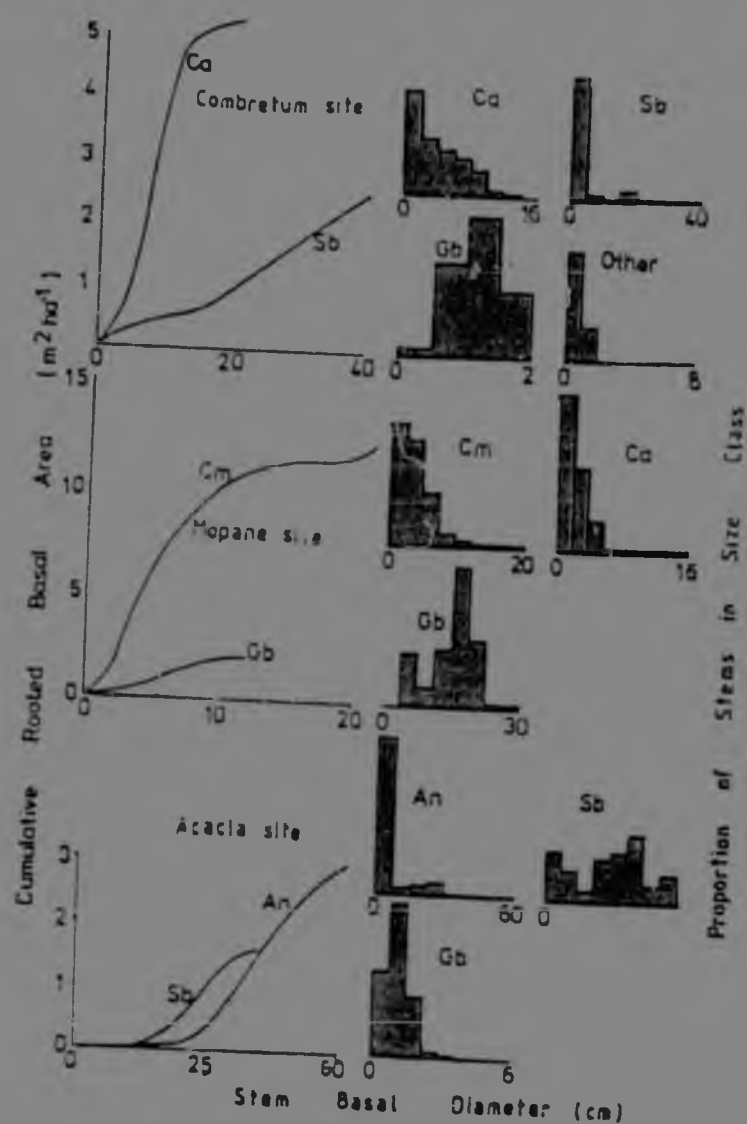 5
Ca
Combretum site
4
Ca
Sb
3
0
16
0
40
2
Sb
Gb
Other
1
0
20
40
0
2
0
8
15
Cm
Cm
Ca
10
Mopane site
0
20
0
16
5
Gb
Gb
0
0
10
20
0
30
An
Sb
Acacia site
An
0
60
0
2
Gb
1
Sb
0
0
25
60
0
6
Stem Basal Diameter (cm)
Cumulative Rooted Basal Area (m² ha⁻¹)
Proportion of Stems in Size Class